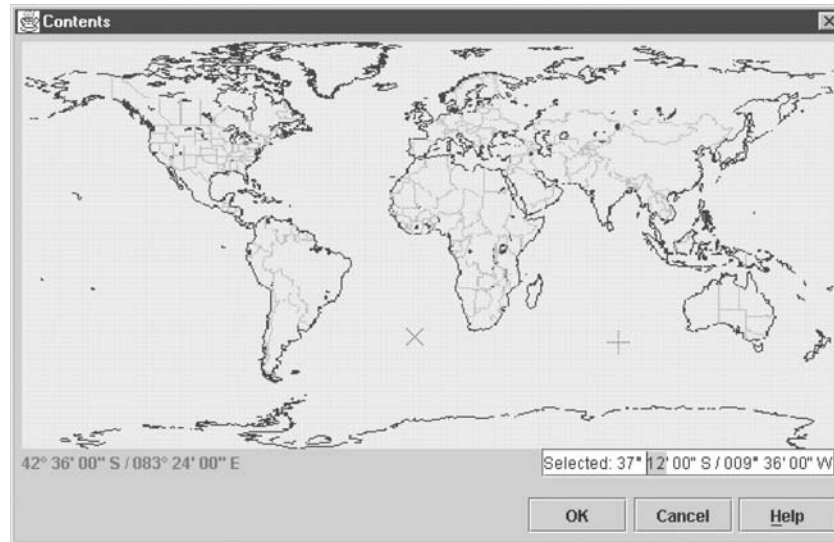 Contents
42° 36' 00" S / 083° 24' 00" E
Selected: 37° 12' 00" S / 009° 36' 00" W
OK
Cancel
Help